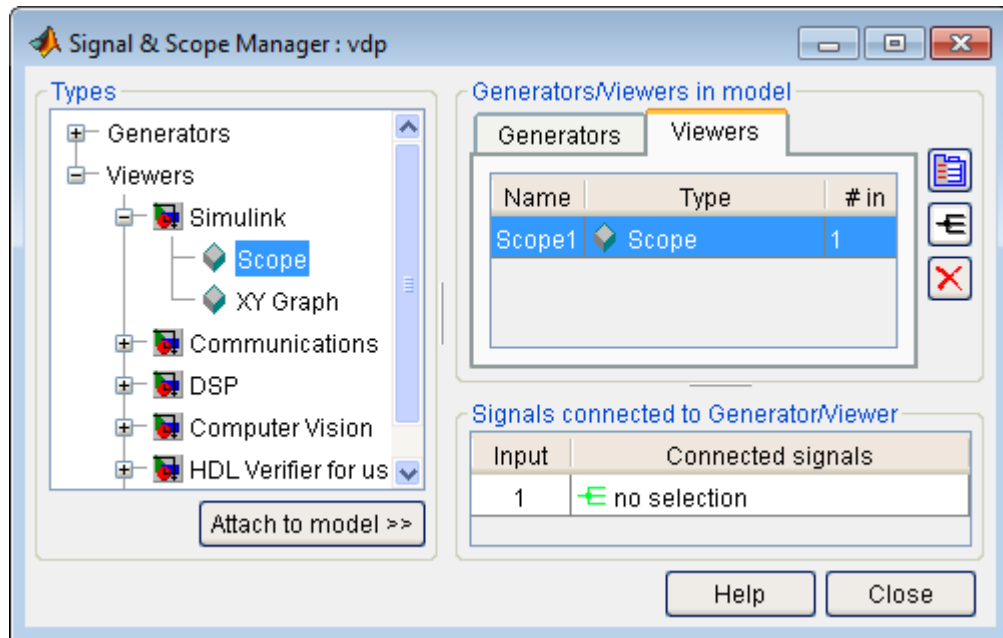 Signal & Scope Manager : vdp
Types
Generators
Viewers
Simulink
Scope
XY Graph
Communications
DSP
Computer Vision
HDL Verifier for us
Attach to model >>
Generators/Viewers in model
Generators Viewers
Name Type # in
Scope1 Scope 1
Signals connected to Generator/Viewer
Input Connected signals
1 no selection
Help Close